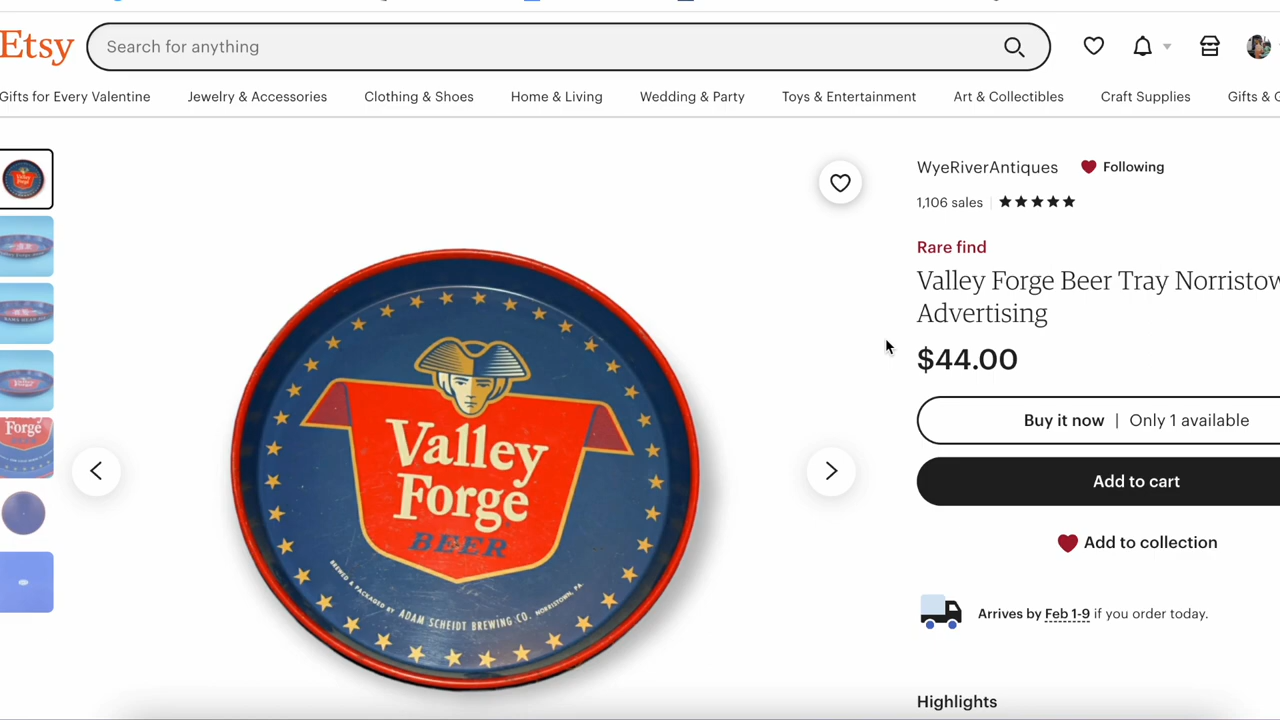 Etsy
Search for anything
Gifts for Every Valentine
Jewelry & Accessories
Clothing & Shoes
Home & Living
Wedding & Party
Toys & Entertainment
Art & Collectibles
Craft Supplies
Gifts &
WyeRiverAntiques
Following
1,106 sales
Rare find
Valley Forge Beer Tray
Advertising
$44.00
Buy it now | Only 1 available
Add to cart
Add to collection
Arrives by Feb 1-9 if you order today.
Highlights
Valley
Forge
BEER
BREWED & PACKAGED BY ADAM SCHEIDT BREWING CO. NORRISTOWN, PA.
Valley
Forge
Forge